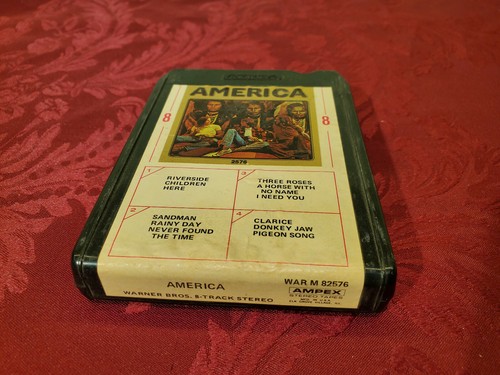 AMERICA
8
8
2576
1
RIVERSIDE
CHILDREN
HERE
3
THREE ROSES
A HORSE WITH
NO NAME
I NEED YOU
2
SANDMAN
RAINY DAY
NEVER FOUND
THE TIME
4
CLARICE
DONKEY JAW
PIGEON SONG
AMERICA
WARNER BROS. 8-TRACK STEREO
WAR M 82576
AMPEX
STEREO TAPES